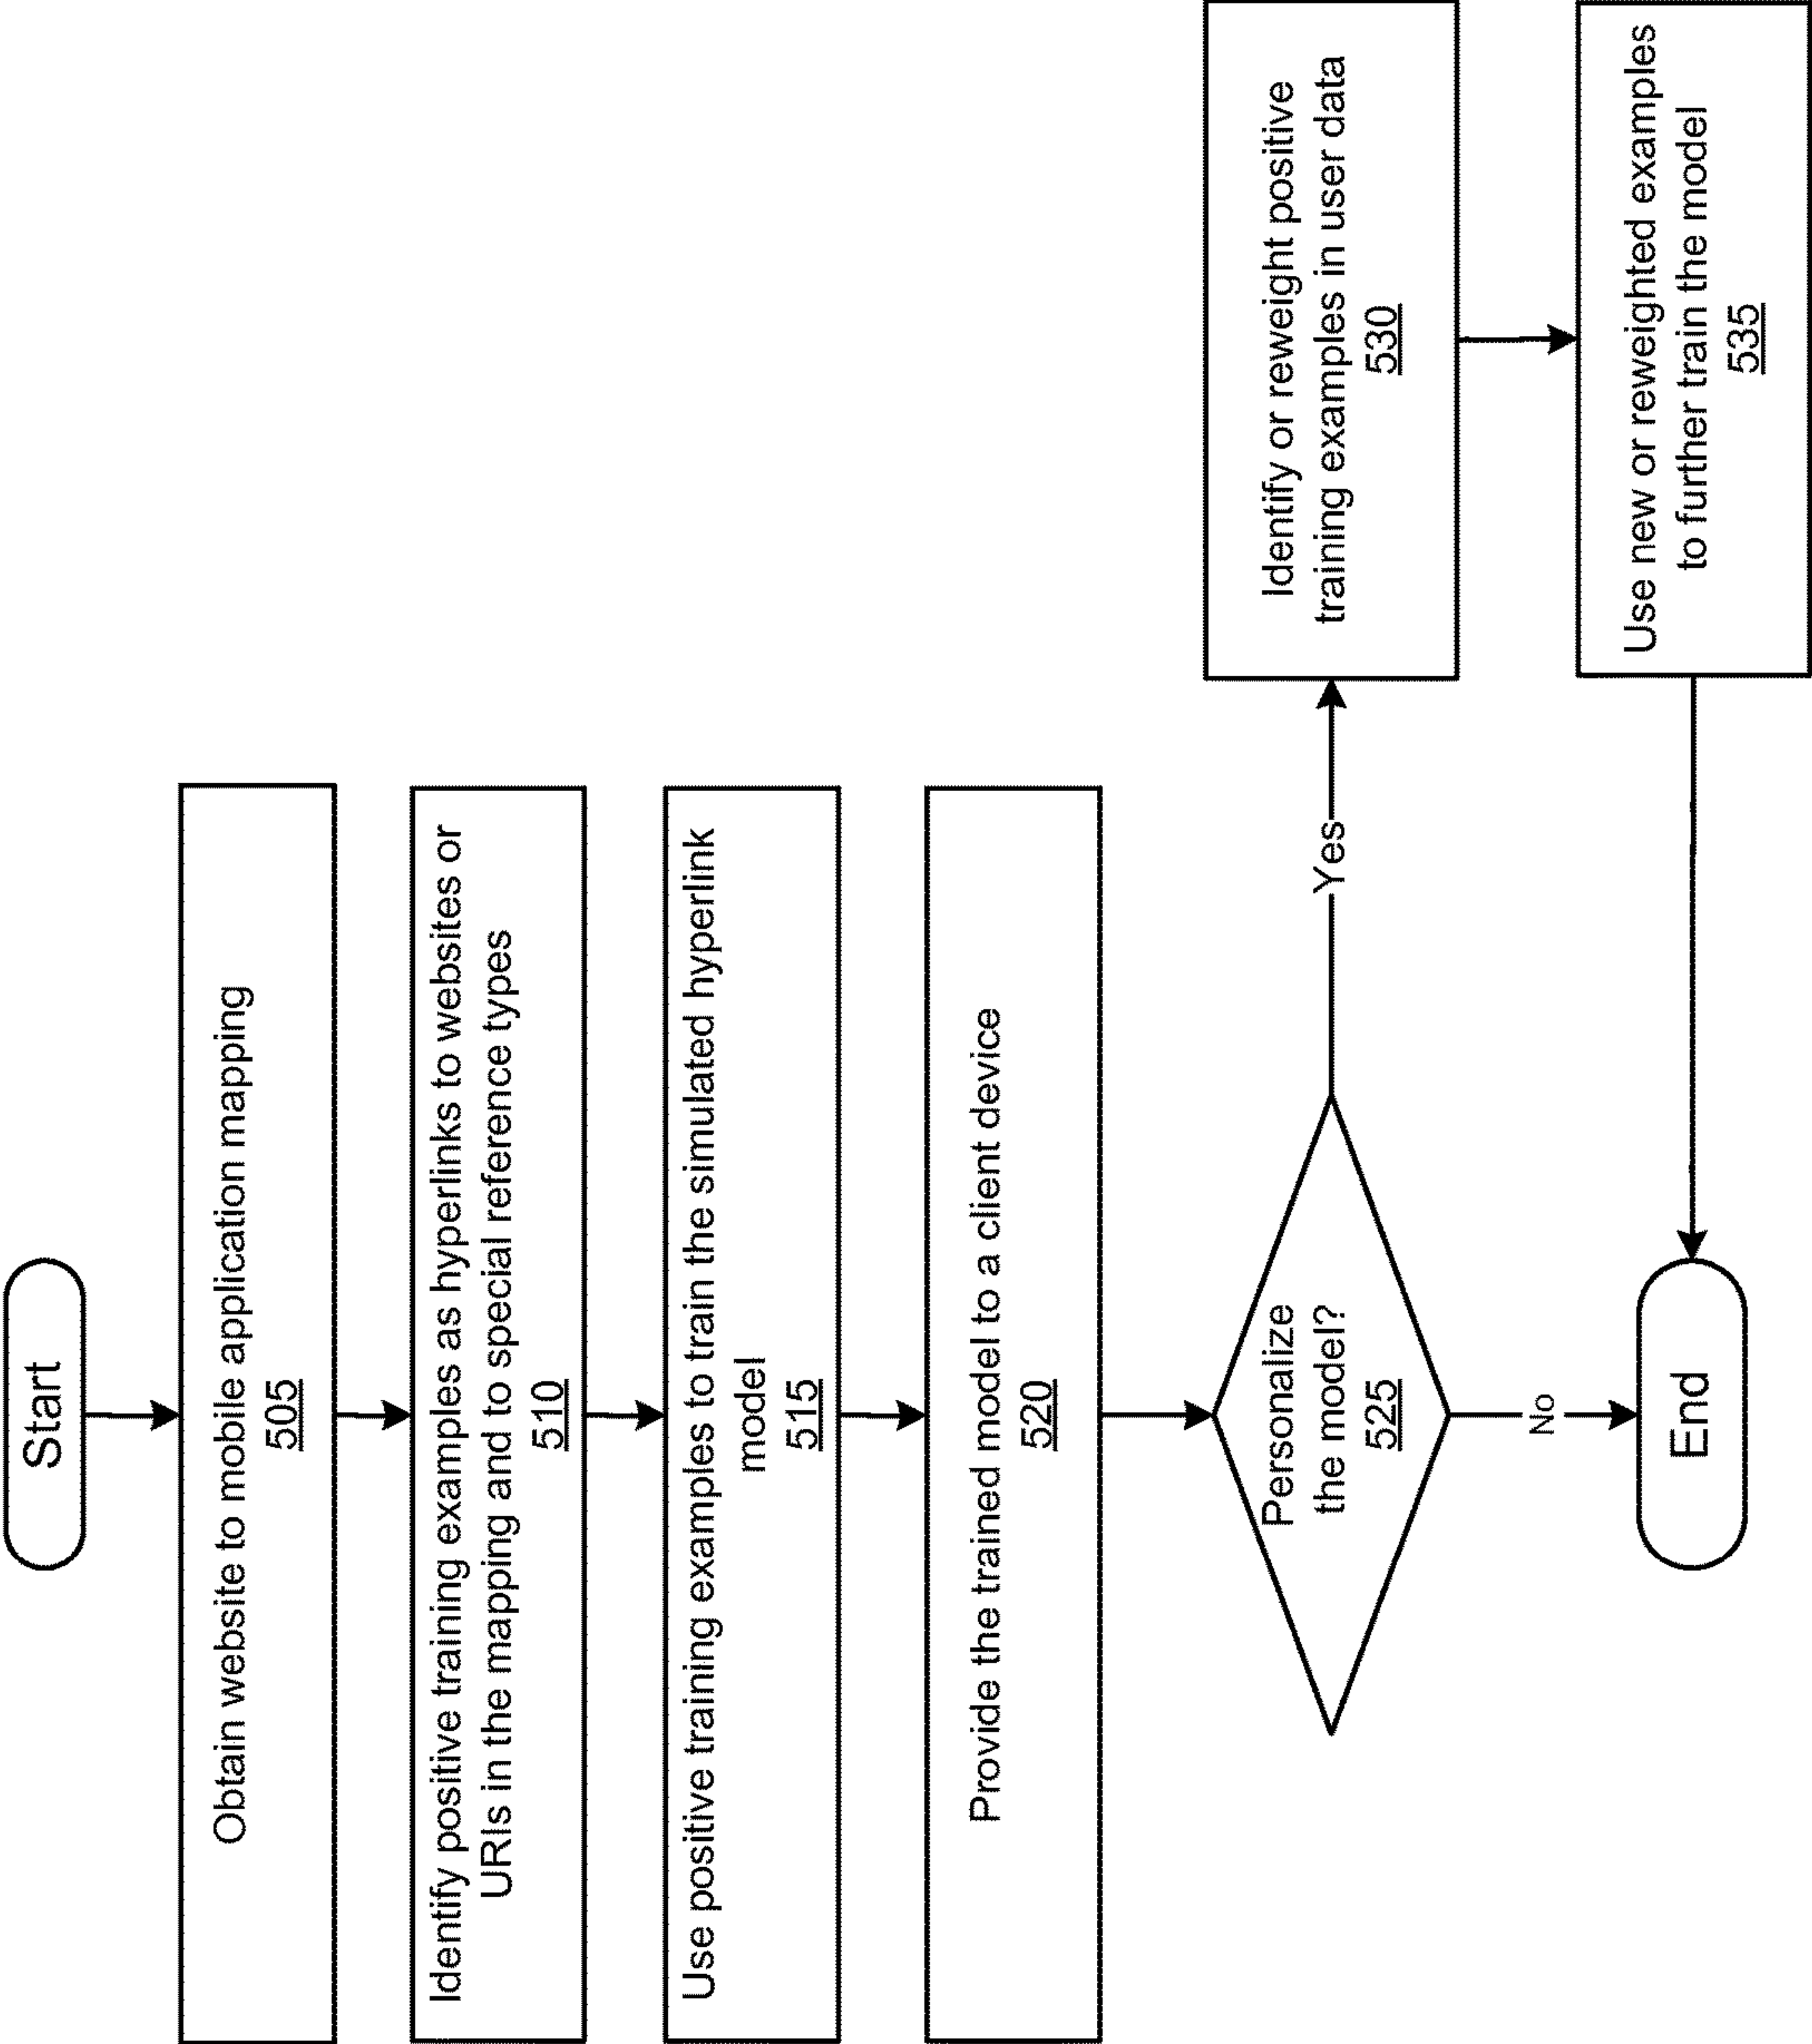 Start
Obtain website to mobile application mapping
505
Identify positive training examples as hyperlinks to websites or
URIs in the mapping and to special reference types
510
Use positive training examples to train the simulated hyperlink
model
515
Provide the trained model to a client device
520
Personalize
the model?
525
Yes
Identify or reweight positive
training examples in user data
530
Use new or reweighted examples
to further train the model
535
No
End